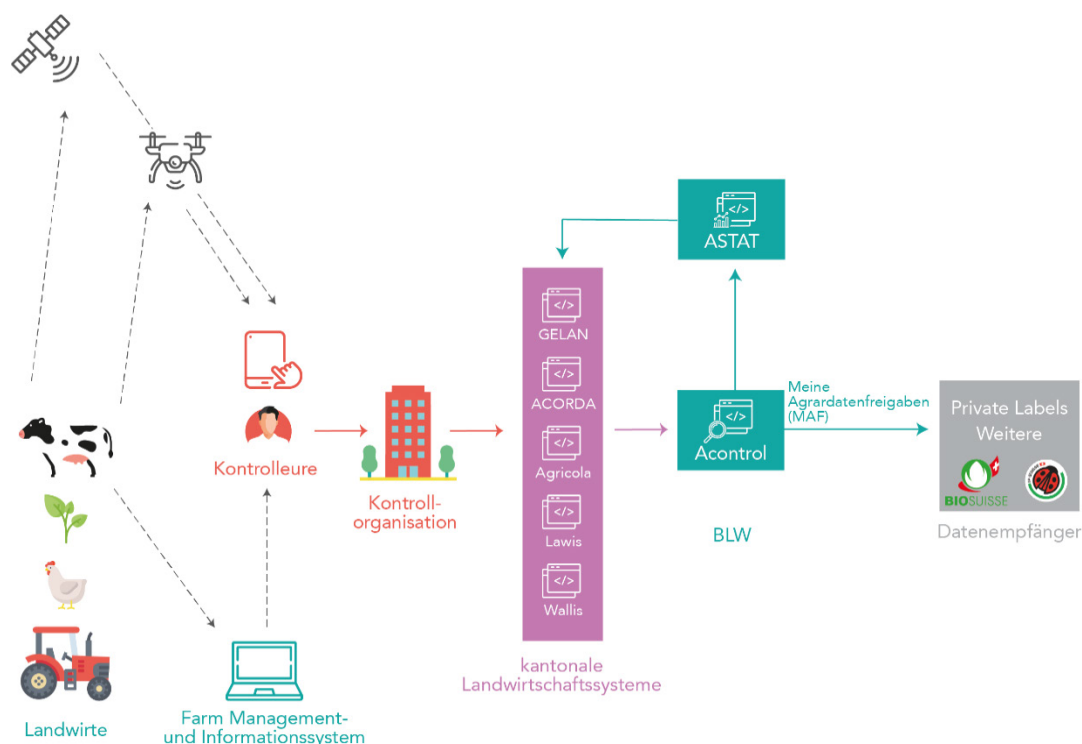 ASTAT
GELAN
ACORDA
Agricola
Lawis
Wallis
kantonale
Landwirtschaftssysteme
Meine
Agrardatenfreigaben
(MAF)
Acontrol
BLW
Private Labels
Weitere
BIOSUISSE
Datenempfänger
Kontrolleure
Kontroll-
organisation
Landwirte
Farm Management-
und Informationssystem